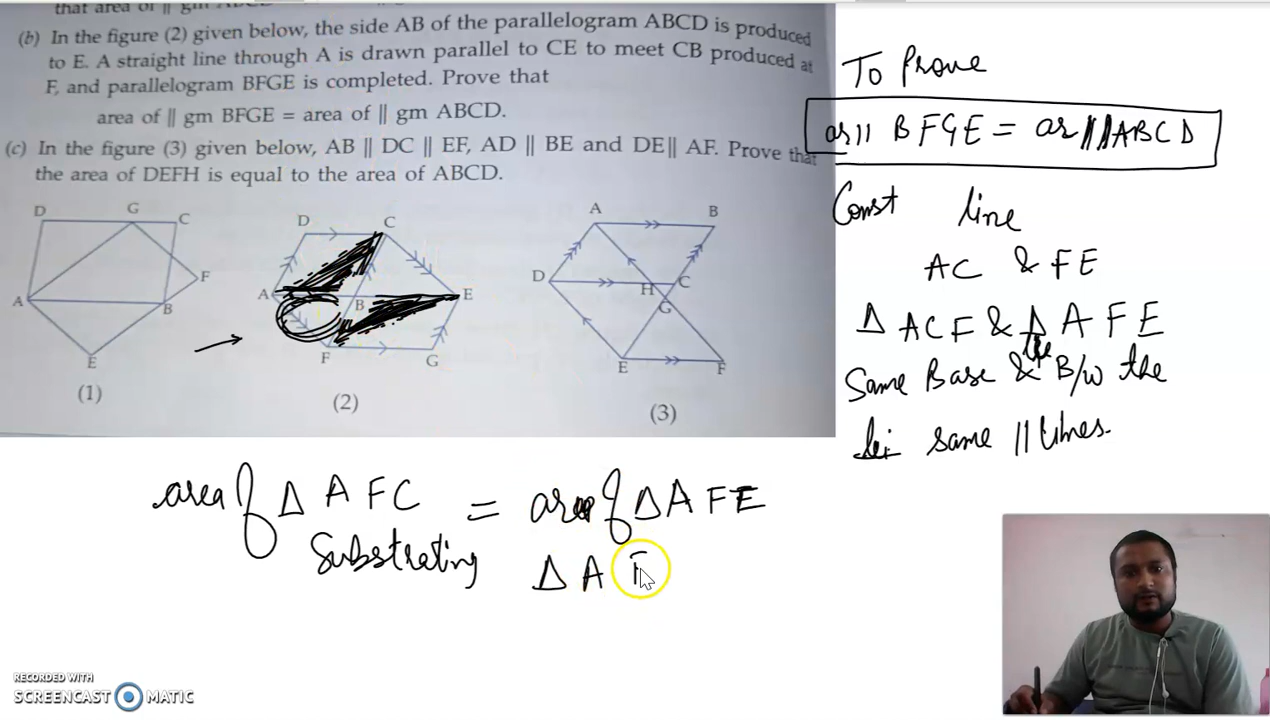 that area of || gm ABCD
(b) In the figure (2) given below, the side AB of the parallelogram ABCD is produced
to E. A straight line through A is drawn parallel to CE to meet CB produced at
F, and parallelogram BFGE is completed. Prove that
area of || gm BFGE = area of || gm ABCD.
(c) In the figure (3) given below, AB || DC || EF, AD || BE and DE|| AF. Prove that
the area of DEFH is equal to the area of ABCD.
D G C
A B F
E
(1)
D C
A B E
F G
(2)
A B
D H C
G
E F
(3)
To Prove
ar|| BFGE = ar||ABCD
Const line
AC & FE
Δ ACF & Δ AFE
Same Base & B/w the
same || lines.
area of Δ AFC = area of Δ AFE
Substrating Δ A F
RECORDED WITH
SCREENCAST MATIC